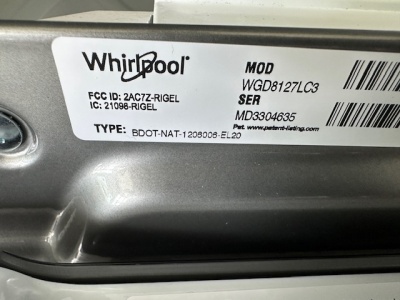 Whirlpool
MOD
WGD8127LC3
SER
MD3304635
FCC ID: 2AC7Z-RIGEL
IC: 21098-RIGEL
Pat. www.patent-listing.com
TYPE: BDOT-NAT-1206006-EL20